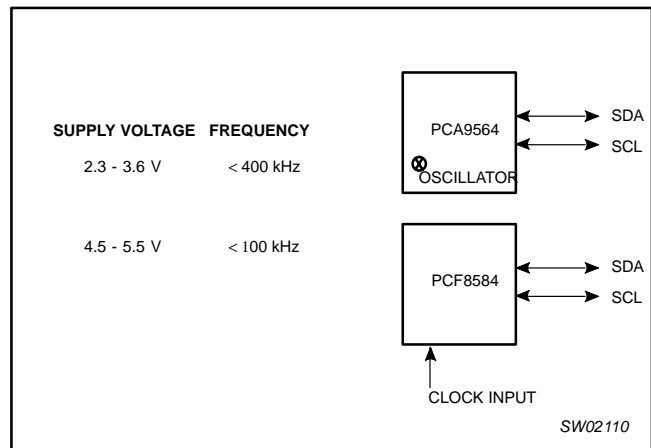 SUPPLY VOLTAGE FREQUENCY
2.3 - 3.6 V < 400 kHz
4.5 - 5.5 V < 100 kHz
PCA9564
OSCILLATOR
SDA
SCL
PCF8584
SDA
SCL
CLOCK INPUT
SW02110